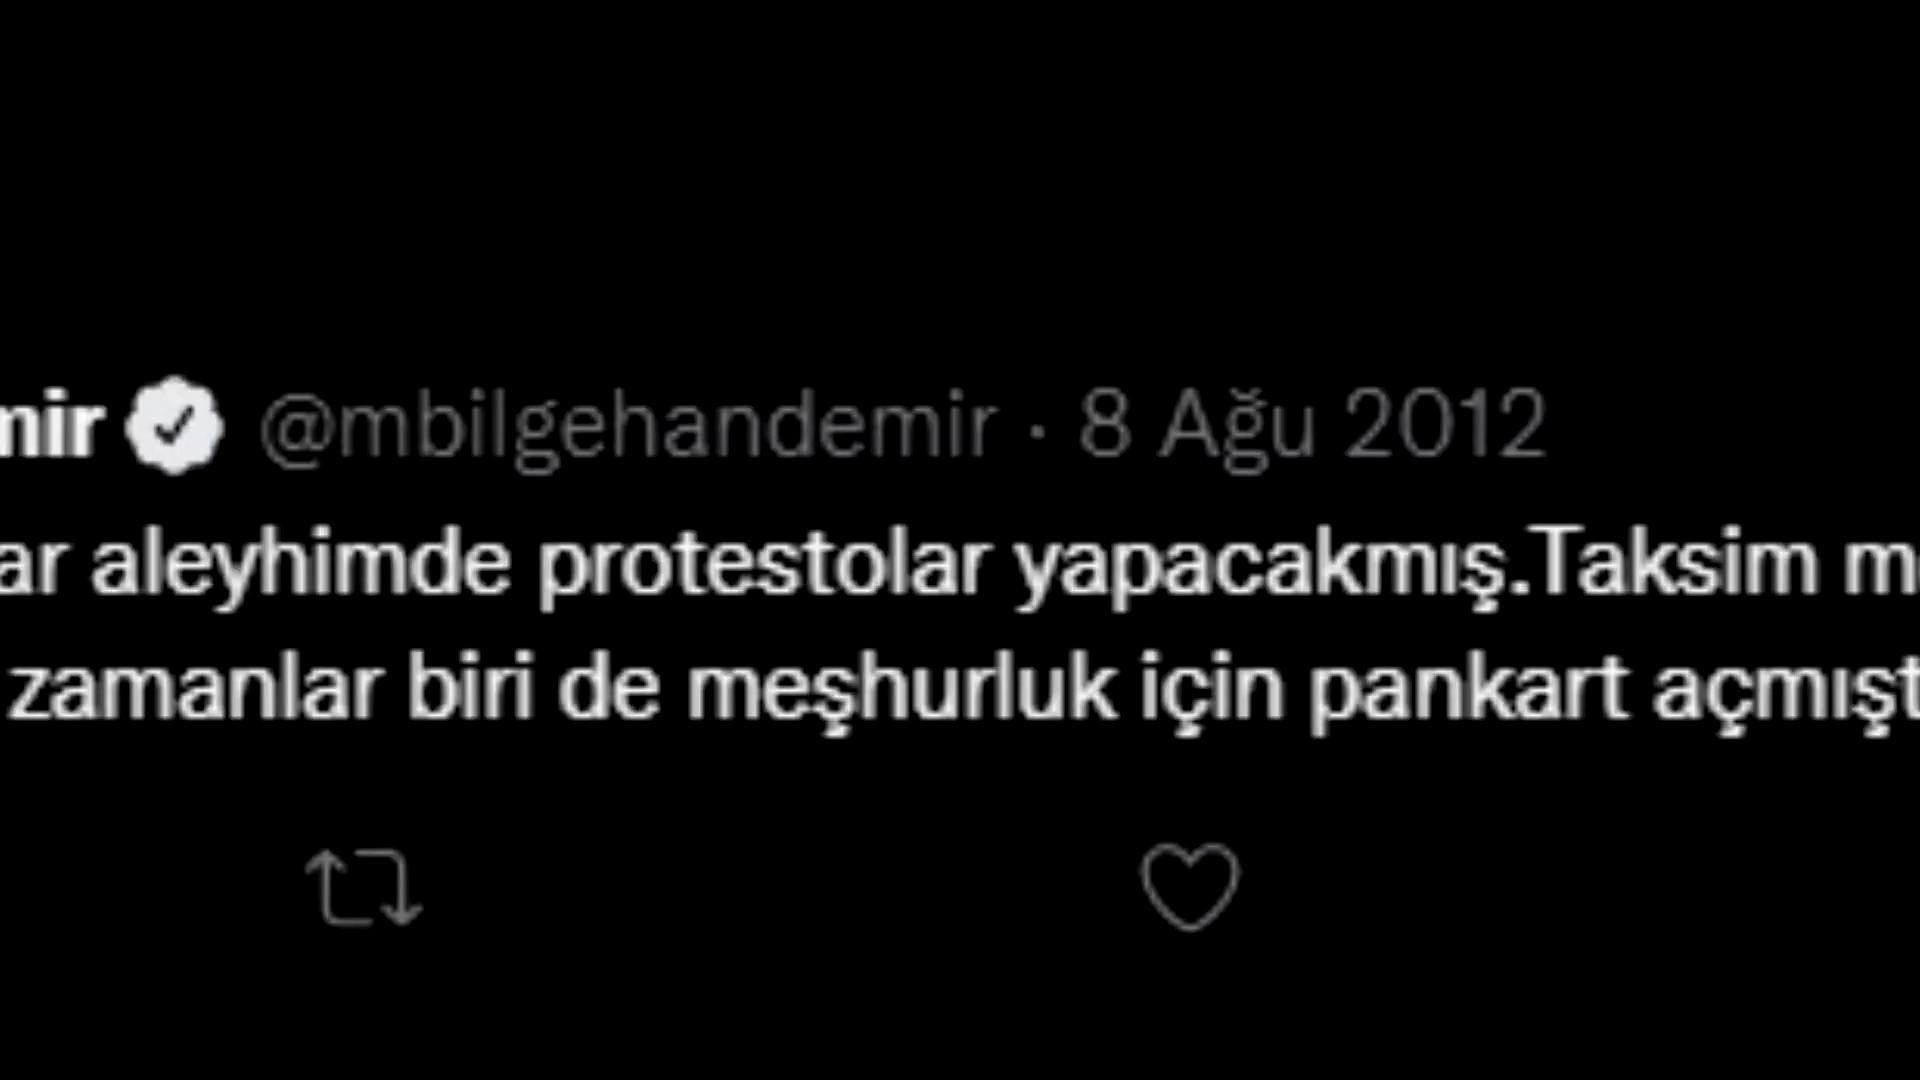 mir @mbilgehandemir · 8 Ağu 2012
ar aleyhimde protestolar yapacakmış.Taksim m
zamanlar biri de meşhurluk için pankart açmışt